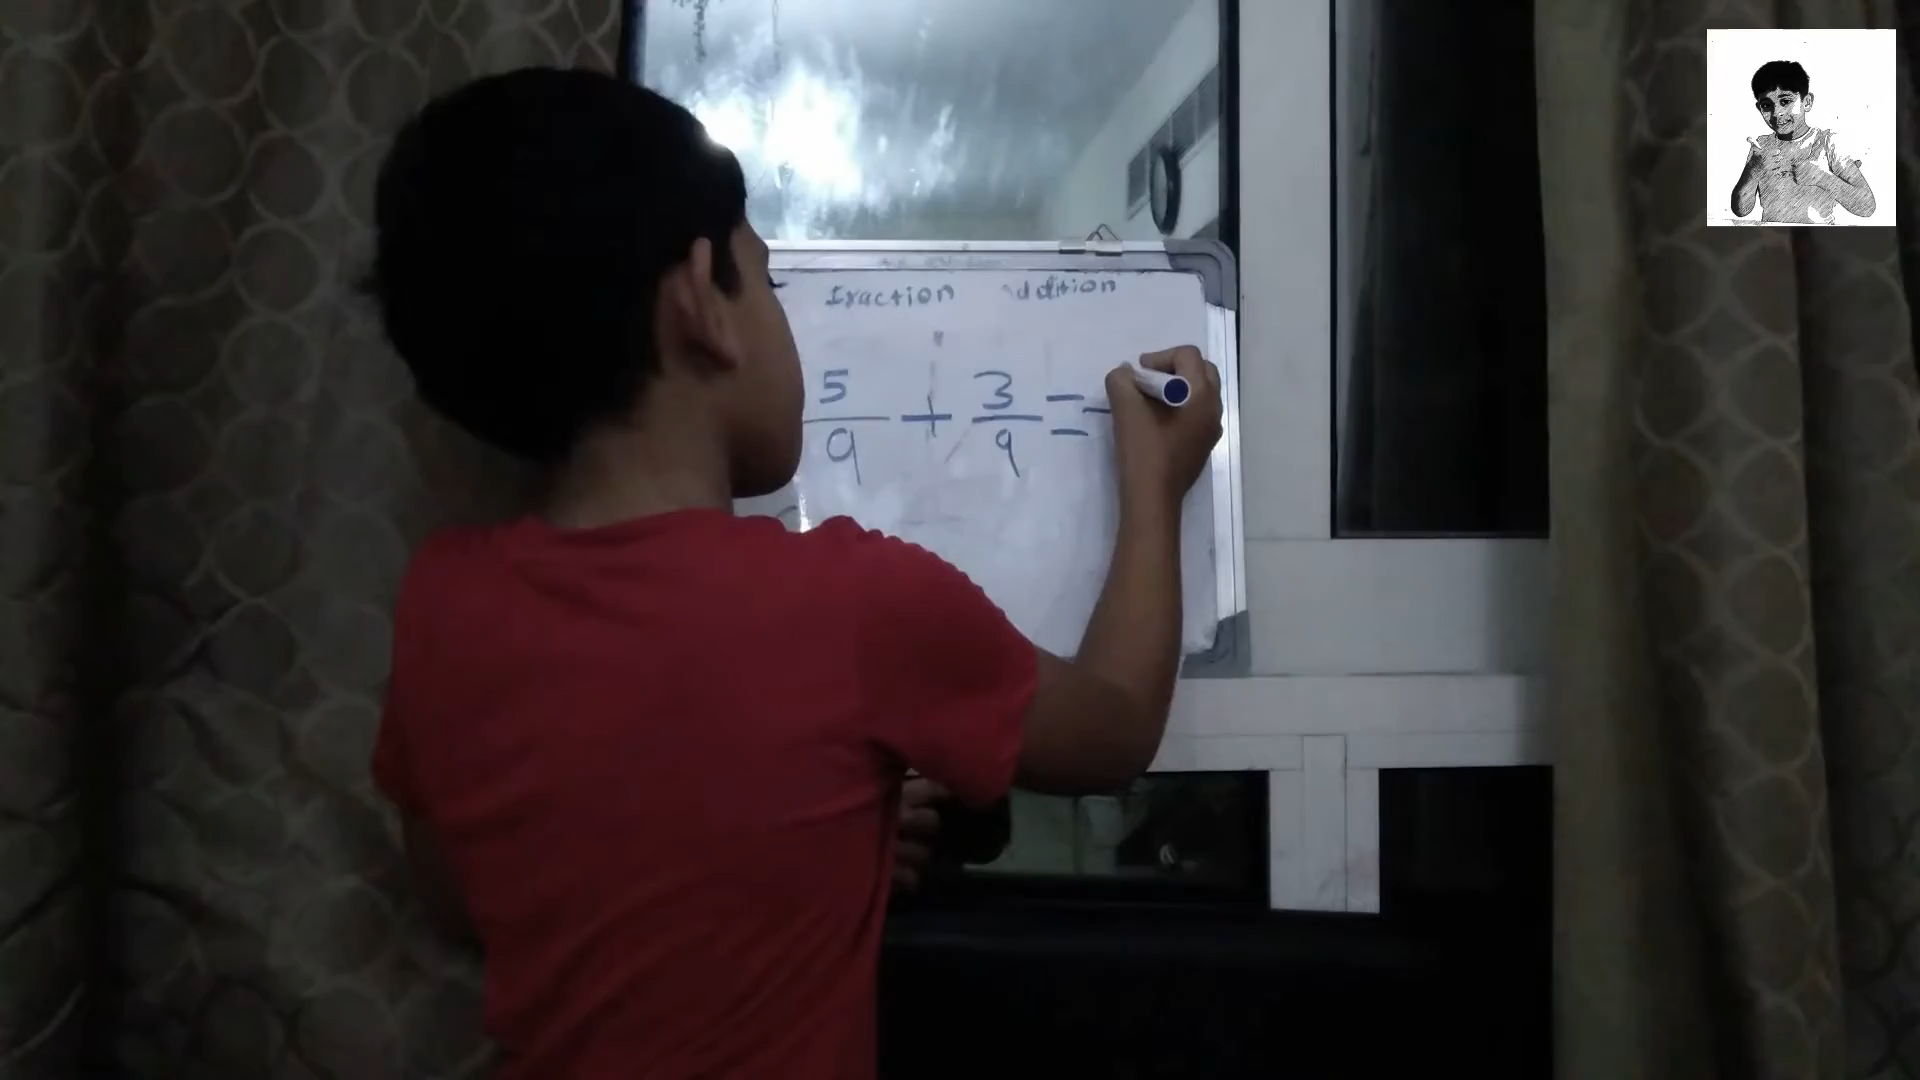 fraction addition
5/9 + 3/9 =